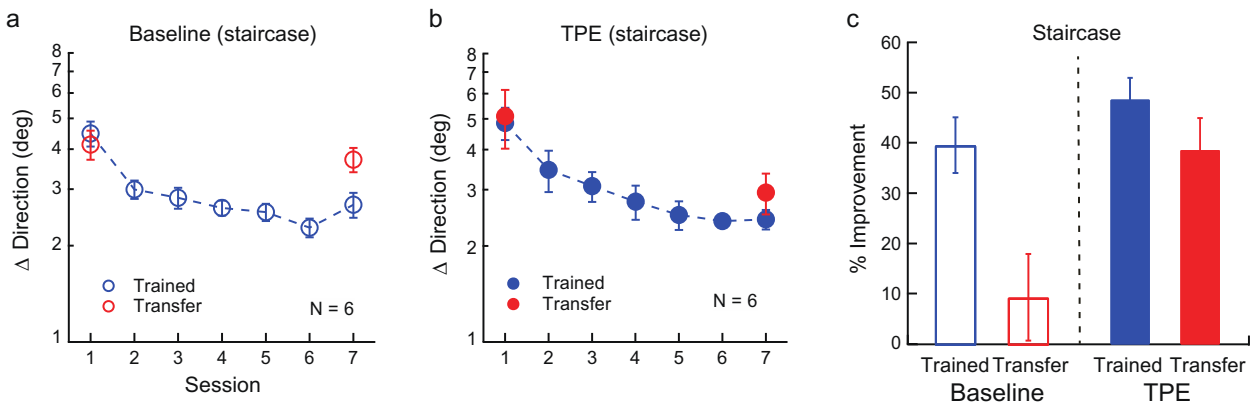 a
Baseline (staircase)
Δ Direction (deg)
8
7
6
5
4
3
2
1
Trained
Transfer
N = 6
1 2 3 4 5 6 7
Session
b
TPE (staircase)
Δ Direction (deg)
8
7
6
5
4
3
2
1
Trained
Transfer
N = 6
1 2 3 4 5 6 7
c
Staircase
% Improvement
60
50
40
30
20
10
0
Trained Transfer Trained Transfer
Baseline TPE